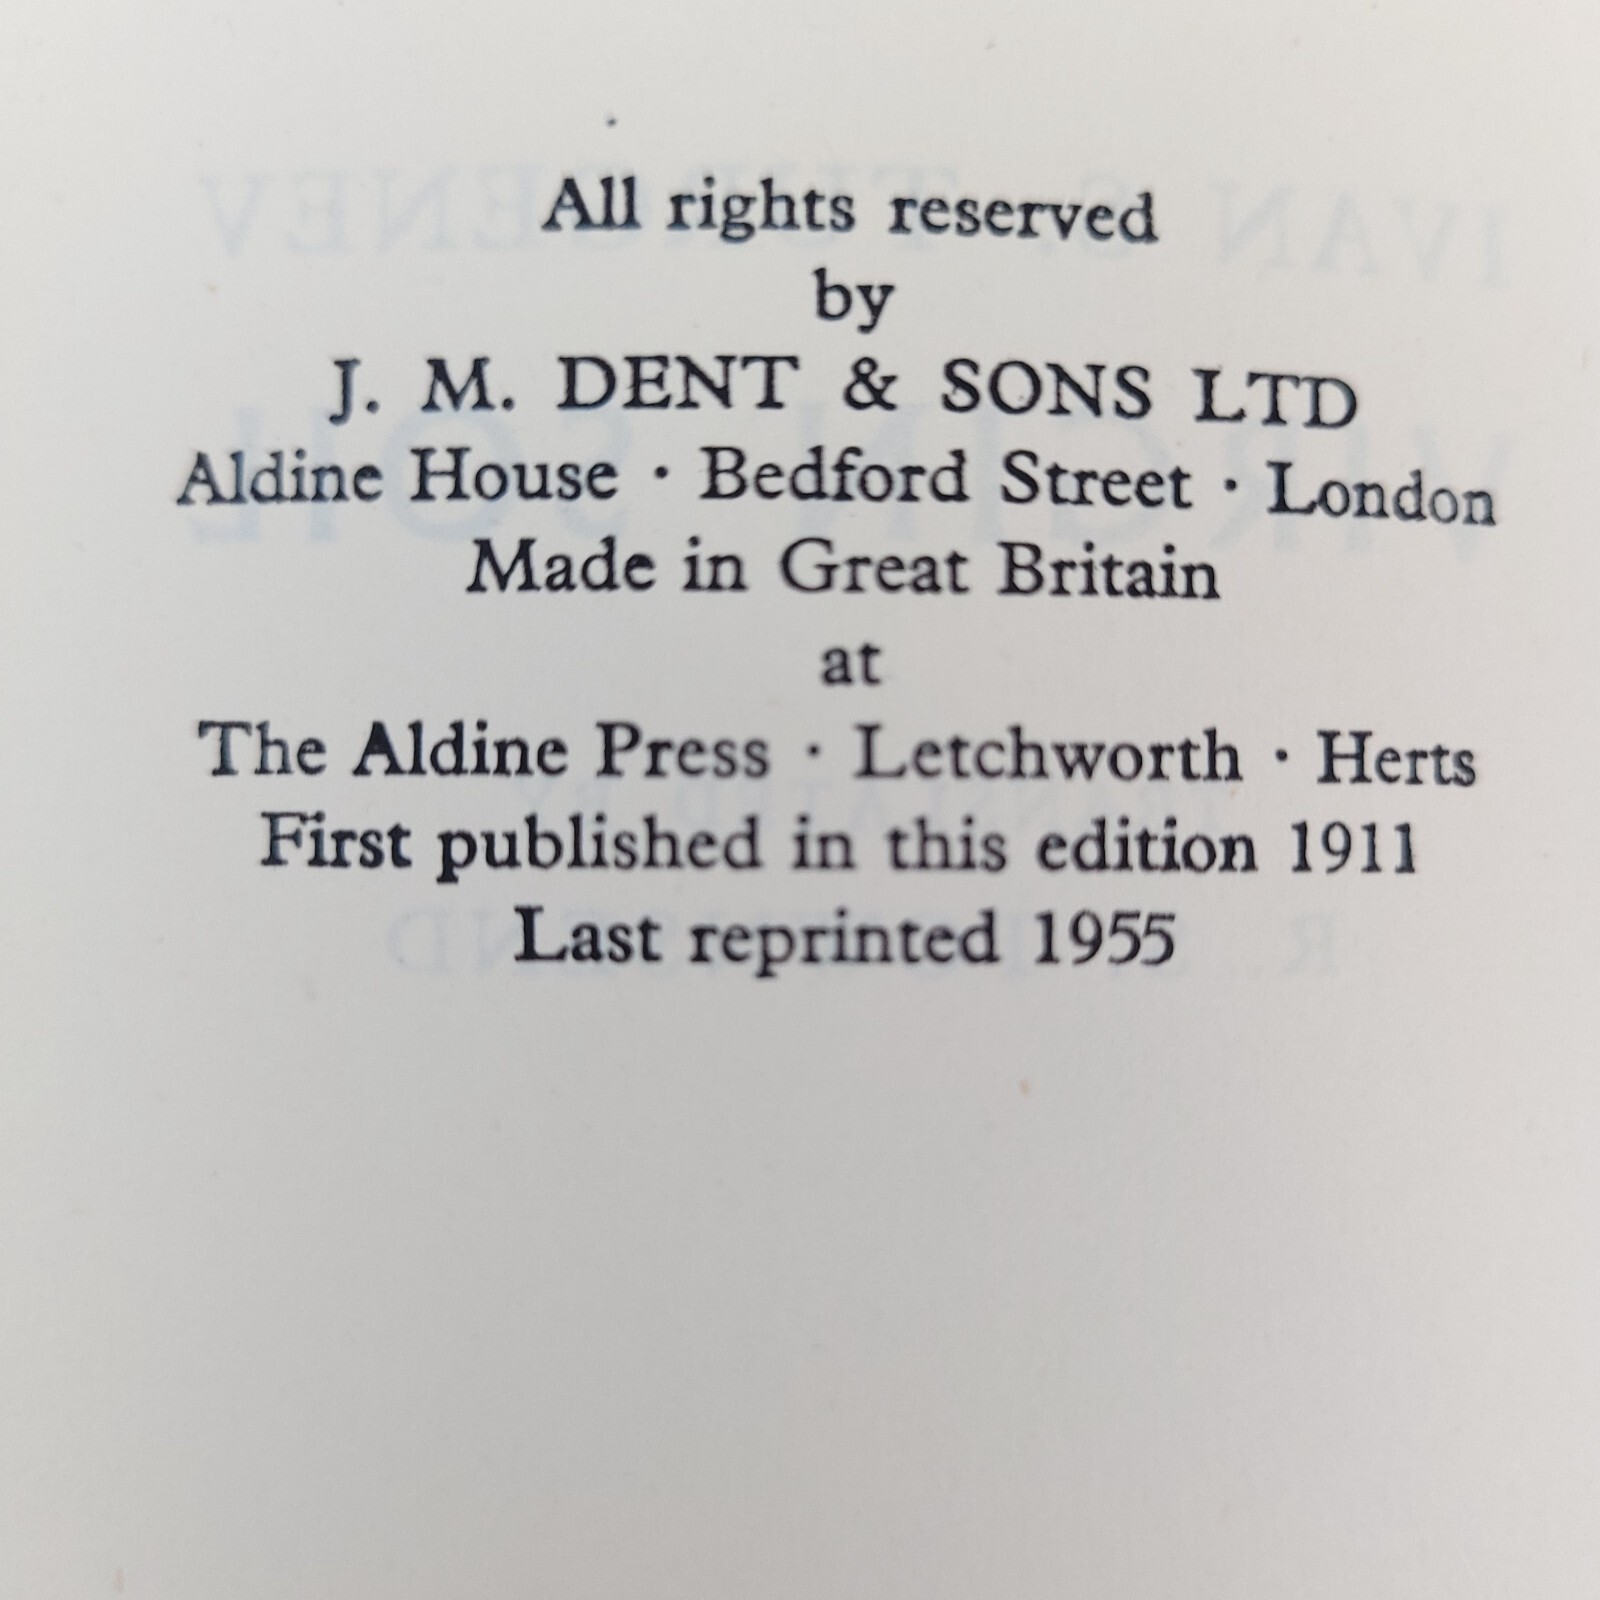 All rights reserved
by
J. M. DENT & SONS LTD
Aldine House · Bedford Street · London
Made in Great Britain
at
The Aldine Press · Letchworth · Herts
First published in this edition 1911
Last reprinted 1955